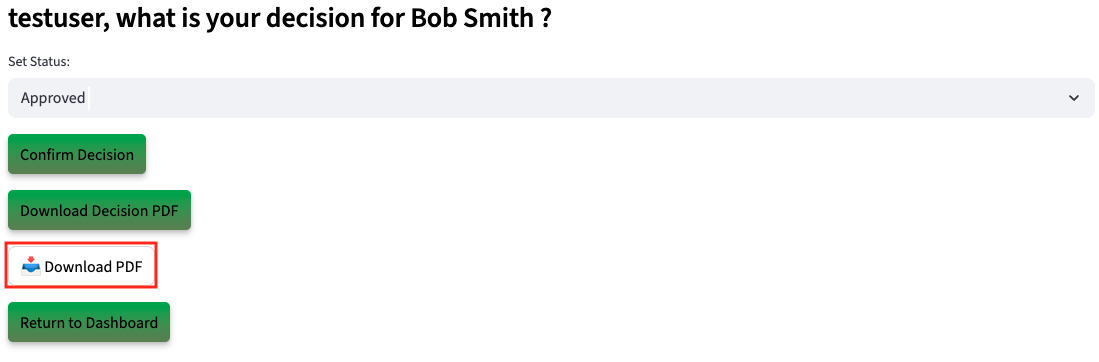 testuser, what is your decision for Bob Smith ?
Set Status:
Approved
Confirm Decision
Download Decision PDF
Download PDF
Return to Dashboard